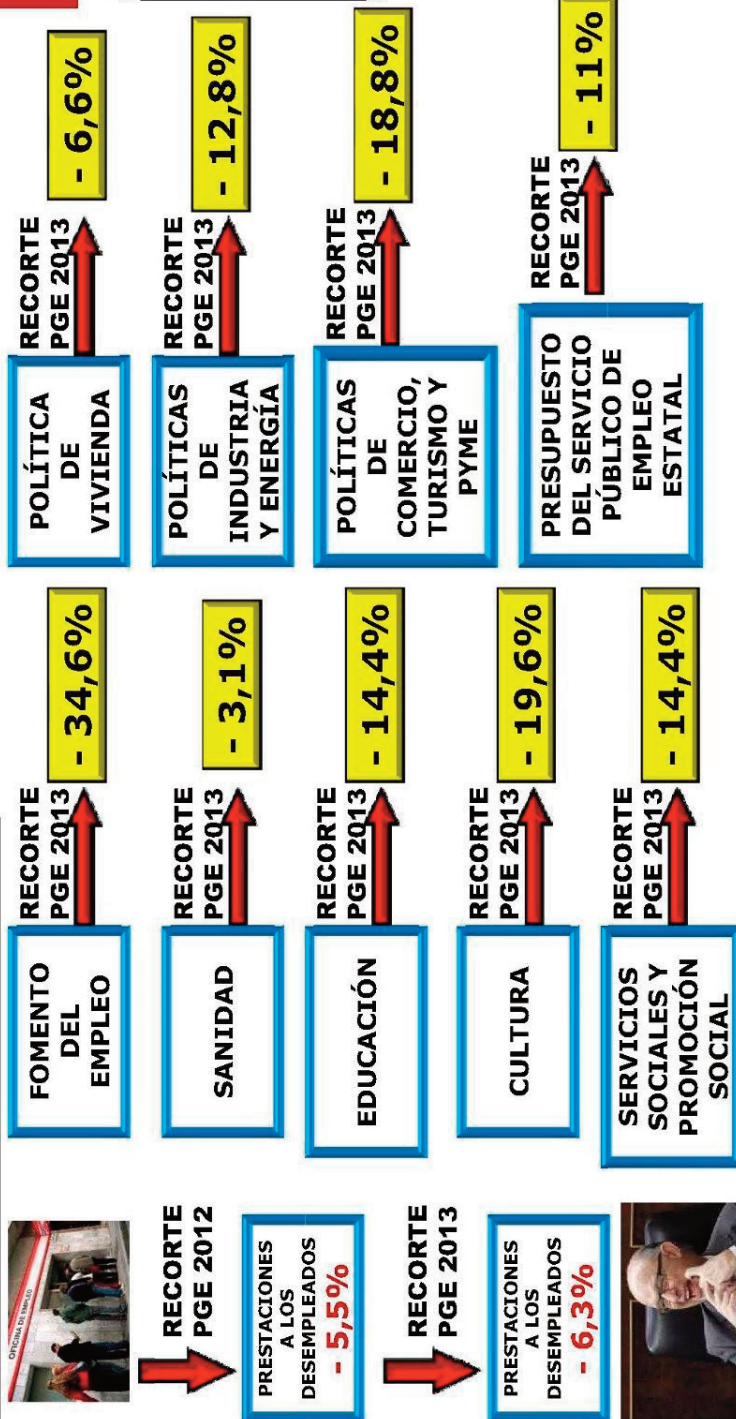 OFICINA DE EMPLEO
RECORTE
PGE 2012
PRESTACIONES
A LOS
DESEMPLEADOS
- 5,5%
RECORTE
PGE 2013
PRESTACIONES
A LOS
DESEMPLEADOS
- 6,3%
FOMENTO
DEL
EMPLEO
RECORTE
PGE 2013
- 34,6%
SANIDAD
RECORTE
PGE 2013
- 3,1%
EDUCACIÓN
RECORTE
PGE 2013
- 14,4%
CULTURA
RECORTE
PGE 2013
- 19,6%
SERVICIOS
SOCIALES Y
PROMOCIÓN
SOCIAL
RECORTE
PGE 2013
- 14,4%
POLÍTICA
DE
VIVIENDA
RECORTE
PGE 2013
- 6,6%
POLÍTICAS
DE
INDUSTRIA
Y ENERGÍA
RECORTE
PGE 2013
- 12,8%
POLÍTICAS
DE
COMERCIO,
TURISMO Y
PYME
RECORTE
PGE 2013
- 18,8%
PRESUPUESTO
DEL SERVICIO
PÚBLICO DE
EMPLEO
ESTATAL
RECORTE
PGE 2013
- 11%